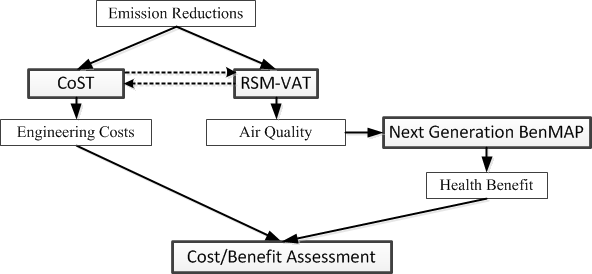 Emission Reductions
CoST
RSM-VAT
Engineering Costs
Air Quality
Next Generation BenMAP
Health Benefit
Cost/Benefit Assessment